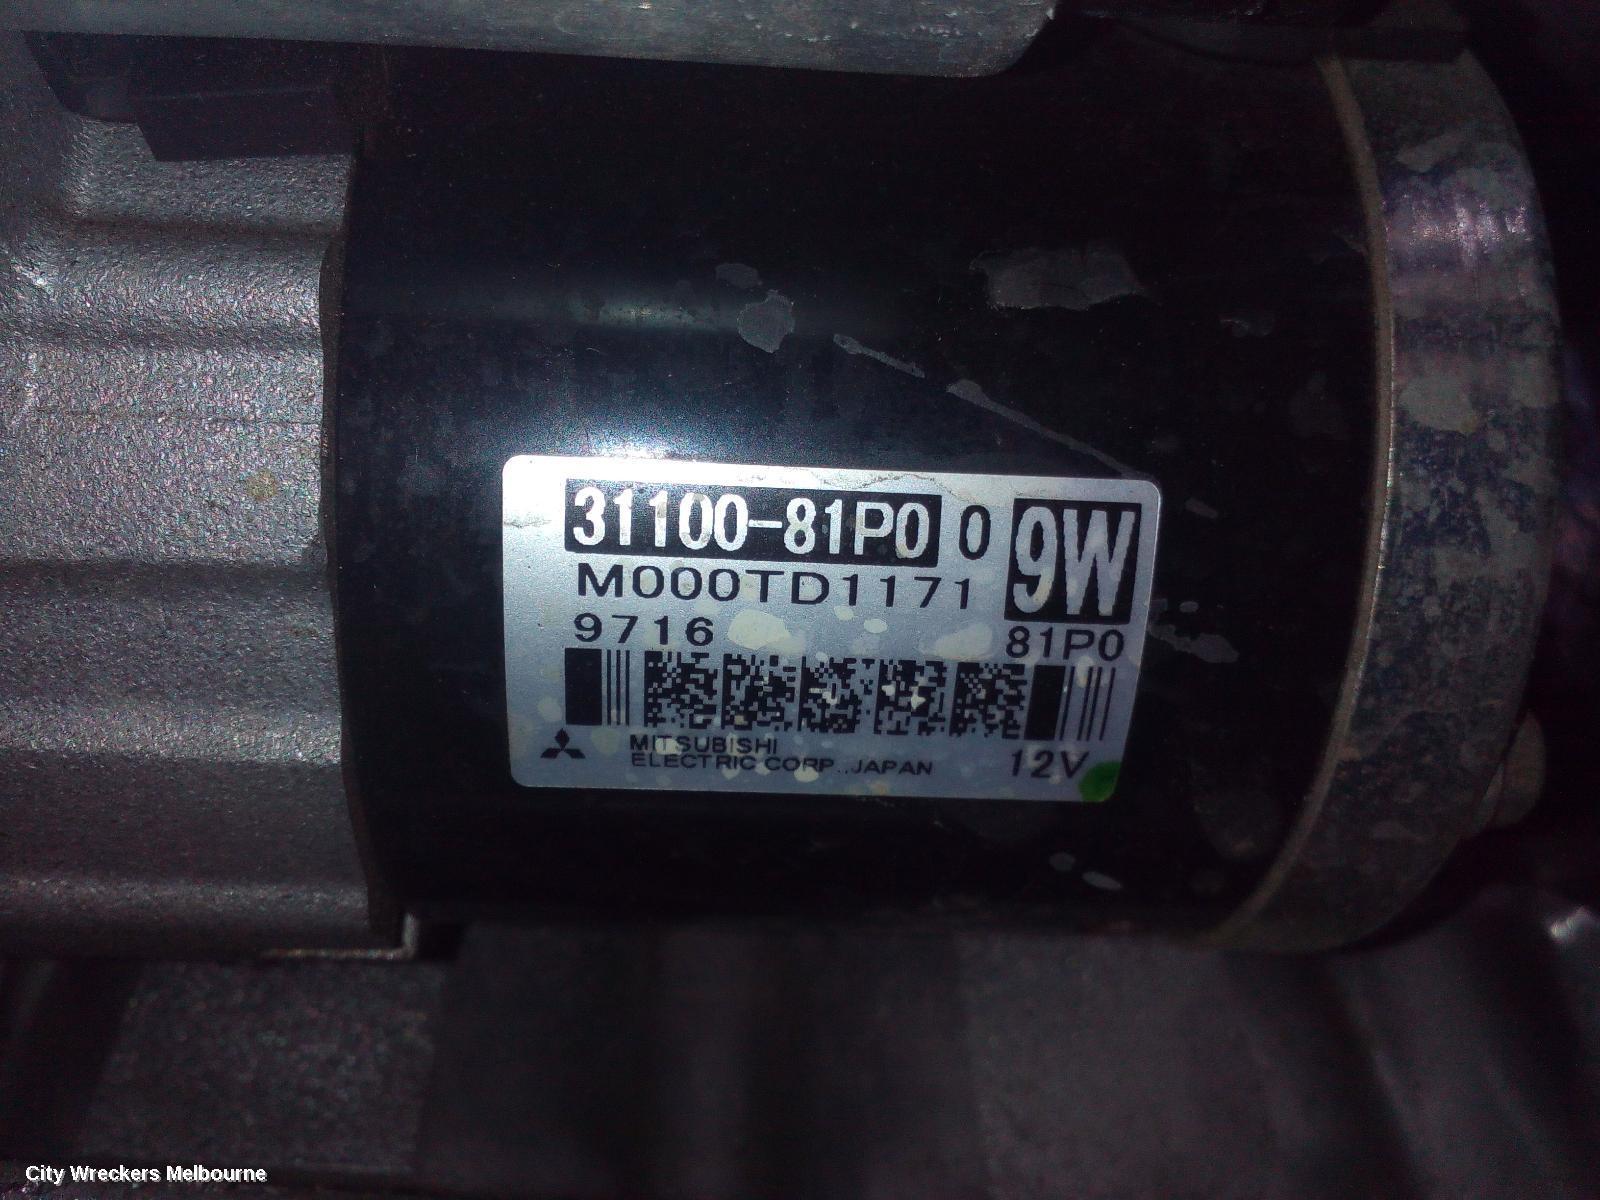 31100-81P0 0 9W
M000TD1171
9716 81P0
MITSUBISHI
ELECTRIC CORP.,JAPAN 12V
City Wreckers Melbourne